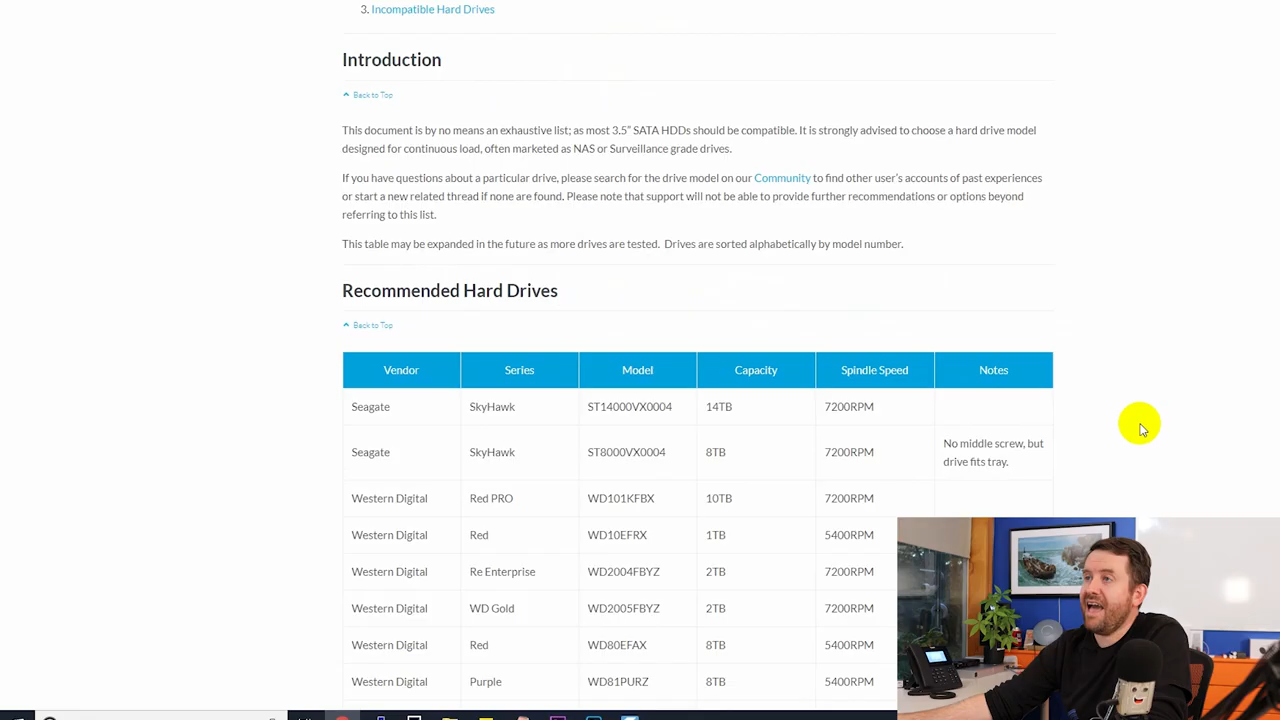 3. Incompatible Hard Drives
Introduction
Back to Top
This document is by no means an exhaustive list; as most 3.5” SATA HDDs should be compatible. It is strongly advised to choose a hard drive model
designed for continuous load, often marketed as NAS or Surveillance grade drives.
If you have questions about a particular drive, please search for the drive model on our Community to find other user’s accounts of past experiences
or start a new related thread if none are found. Please note that support will not be able to provide further recommendations or options beyond
referring to this list.
This table may be expanded in the future as more drives are tested. Drives are sorted alphabetically by model number.
Recommended Hard Drives
Back to Top
Vendor Series Model Capacity Spindle Speed Notes
Seagate SkyHawk ST14000VX0004 14TB 7200RPM
Seagate SkyHawk ST8000VX0004 8TB 7200RPM No middle screw, but
drive fits tray.
Western Digital Red PRO WD101KFBX 10TB 7200RPM
Western Digital Red WD10EFRX 1TB 5400RPM
Western Digital Re Enterprise WD2004FBYZ 2TB 7200RPM
Western Digital WD Gold WD2005FBYZ 2TB 7200RPM
Western Digital Red WD80EFAX 8TB 5400RPM
Western Digital Purple WD81PURZ 8TB 5400RPM